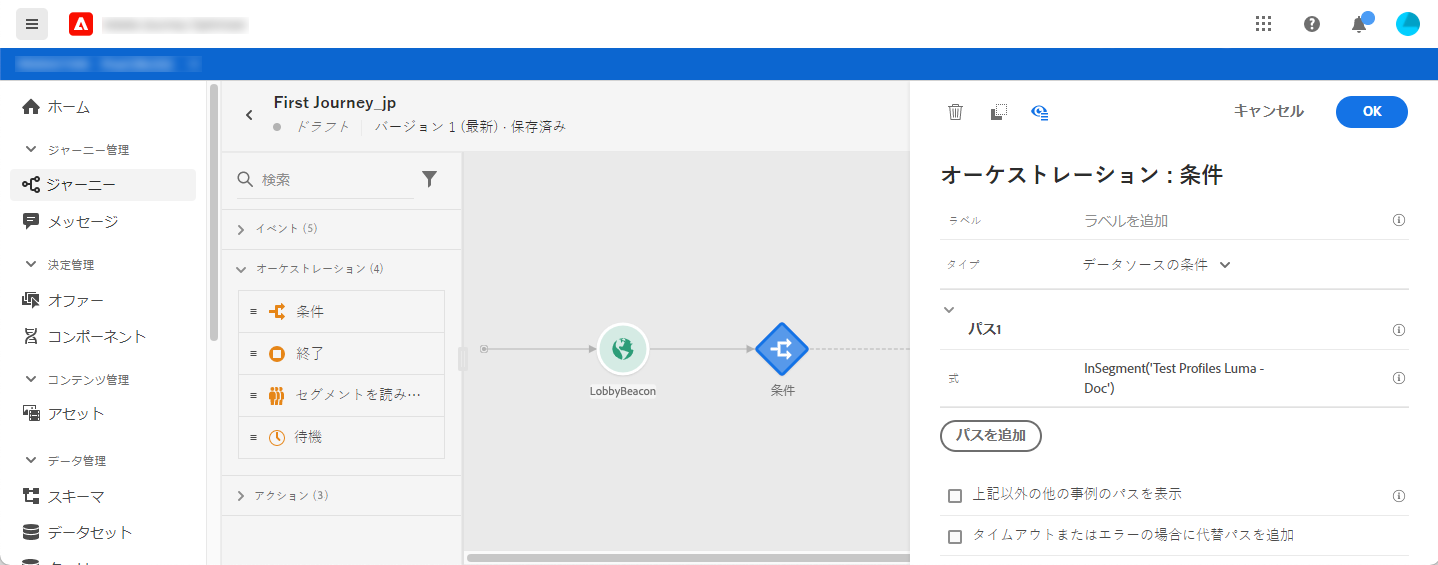 ホーム
ジャーニー管理
ジャーニー
メッセージ
決定管理
オファー
コンポーネント
コンテンツ管理
アセット
データ管理
スキーマ
データセット
First Journey_jp
ドラフト
バージョン 1 (最新) · 保存済み
検索
イベント (5)
オーケストレーション (4)
条件
終了
セグメントを読み…
待機
アクション (3)
LobbyBeacon
条件
キャンセル
OK
オーケストレーション : 条件
ラベル
ラベルを追加
タイプ
データソースの条件
パス1
式
InSegment('Test Profiles Luma -
Doc')
パスを追加
上記以外の他の事例のパスを表示
タイムアウトまたはエラーの場合に代替パスを追加